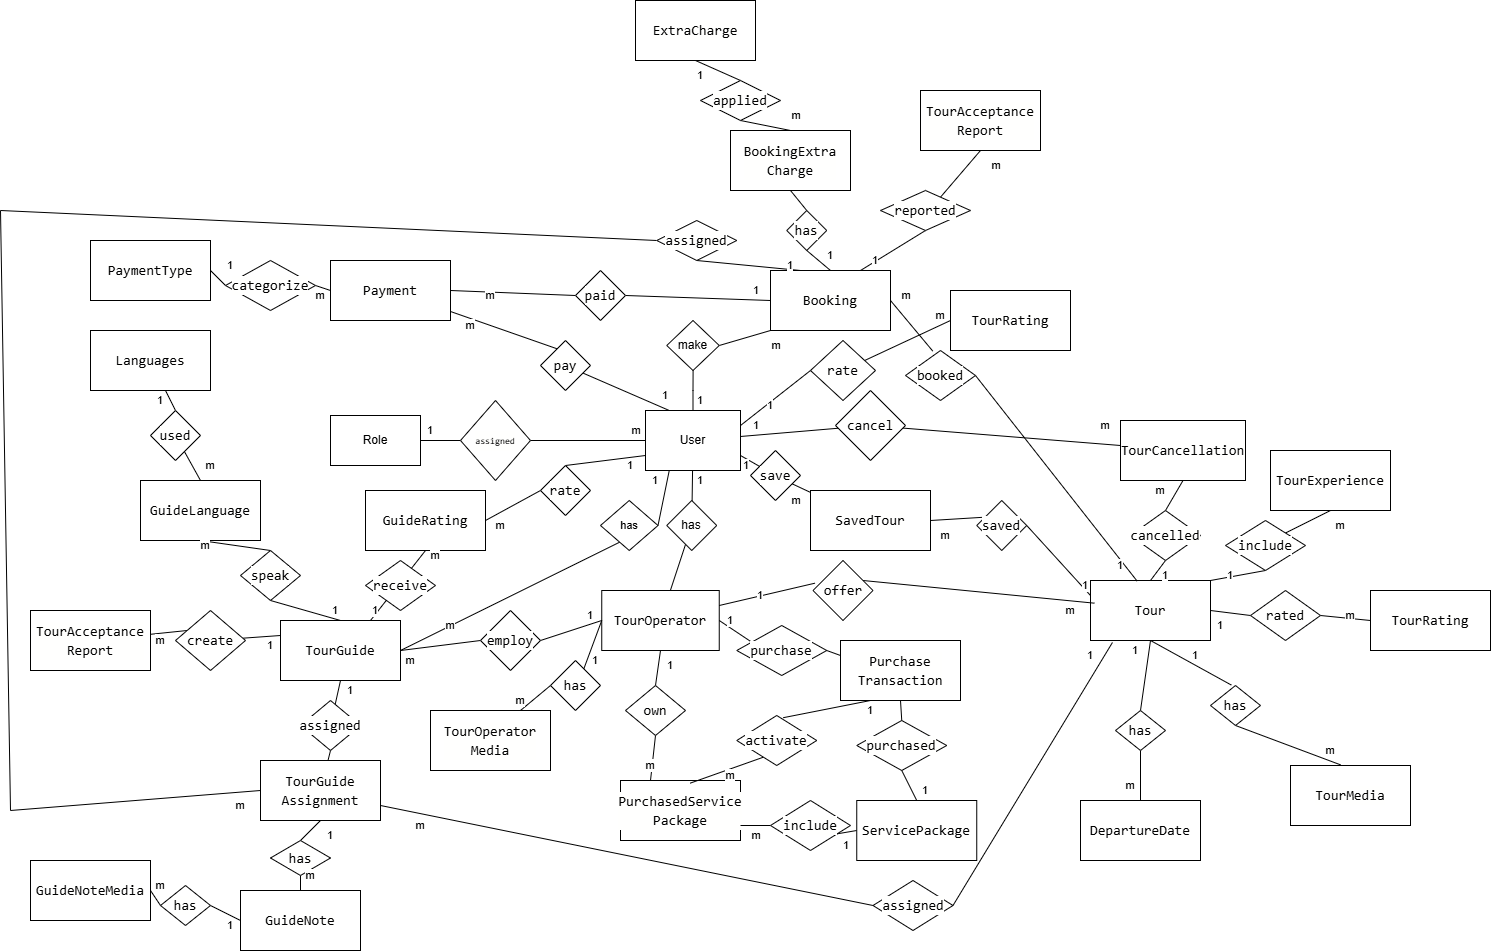 ExtraCharge
1
applied
m
BookingExtra
Charge
TourAcceptance
Report
m
reported
has
1
1
assigned
1
PaymentType
1
categorize
m
Payment
m
paid
1
Booking
m
m
TourRating
m
m
make
pay
rate
booked
1
1
1
Languages
1
used
m
Role
1
assigned
m
User
1
cancel
m
TourCancellation
m
1
1
1
1
save
m
GuideLanguage
m
GuideRating
m
rate
has
has
SavedTour
m
saved
TourExperience
m
include
1
cancelled
1
1
1
speak
1
receive
m
1
TourAcceptance
Report
m
create
1
TourGuide
m
m
employ
1
TourOperator
1
offer
m
Tour
1
rated
m
TourRating
1
purchase
Purchase
Transaction
1
has
m
TourOperator
Media
1
own
m
1
activate
m
purchased
1
PurchasedService
Package
m
include
1
ServicePackage
1
assigned
TourGuide
Assignment
m
m
1
has
m
GuideNoteMedia
m
has
1
GuideNote
assigned
1
1
has
m
DepartureDate
1
has
m
TourMedia